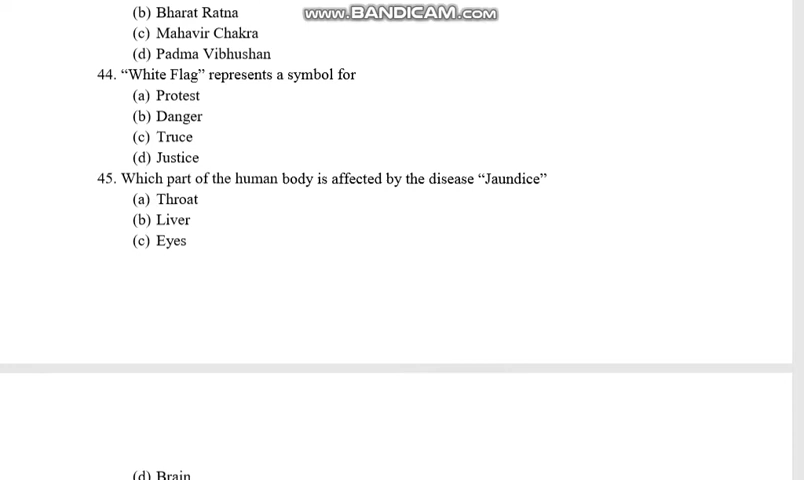 (b) Bharat Ratna
www.BANDICAM.com
(c) Mahavir Chakra
(d) Padma Vibhushan
44. “White Flag” represents a symbol for
(a) Protest
(b) Danger
(c) Truce
(d) Justice
45. Which part of the human body is affected by the disease “Jaundice”
(a) Throat
(b) Liver
(c) Eyes
(d) Brain